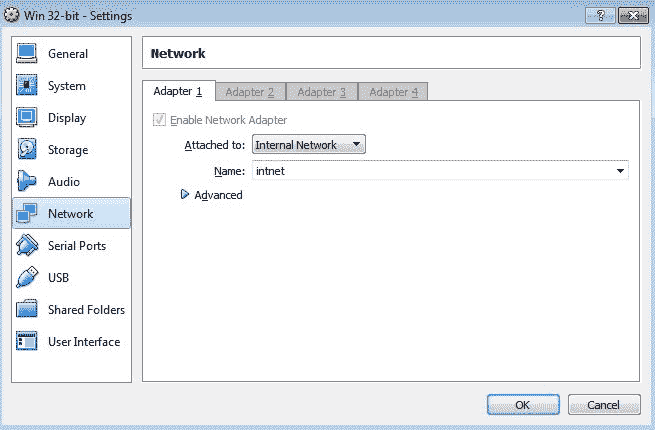 Win 32-bit - Settings
?
General
System
Display
Storage
Audio
Network
Serial Ports
USB
Shared Folders
User Interface
Network
Adapter 1 Adapter 2 Adapter 3 Adapter 4
Enable Network Adapter
Attached to: Internal Network
Name: intnet
Advanced
OK Cancel